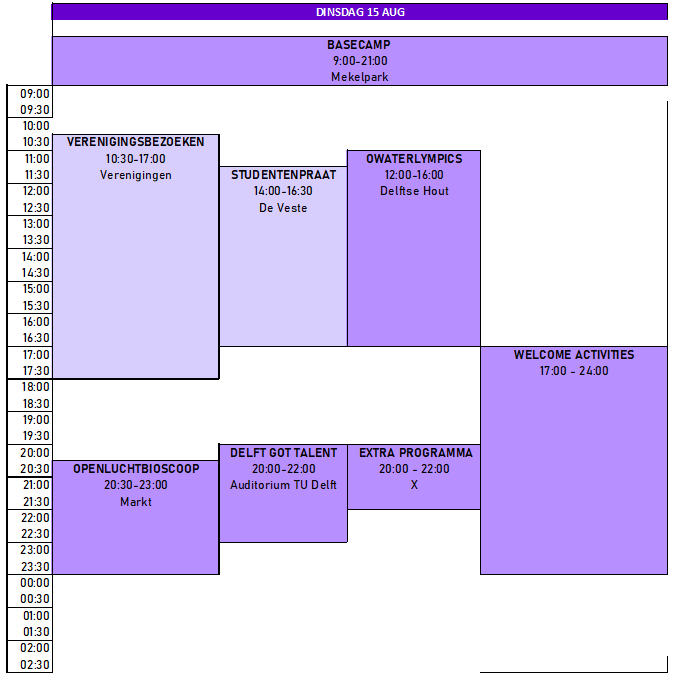 DINSDAG 15 AUG
BASECAMP
9:00-21:00
Mekelpark
09:00
09:30
10:00
10:30
11:00
11:30
12:00
12:30
13:00
13:30
14:00
14:30
15:00
15:30
16:00
16:30
17:00
17:30
18:00
18:30
19:00
19:30
20:00
20:30
21:00
21:30
22:00
22:30
23:00
23:30
00:00
00:30
01:00
01:30
02:00
02:30
VERENIGINGSBEZOEKEN
10:30-17:00
Verenigingen
STUDENTENPRAAT
14:00-16:30
De Veste
OWATERLYMPICS
12:00-16:00
Delftse Hout
WELCOME ACTIVITIES
17:00 - 24:00
OPENLUCHTBIOSCOOP
20:30-23:00
Markt
DELFT GOT TALENT
20:00-22:00
Auditorium TU Delft
EXTRA PROGRAMMA
20:00 - 22:00
X